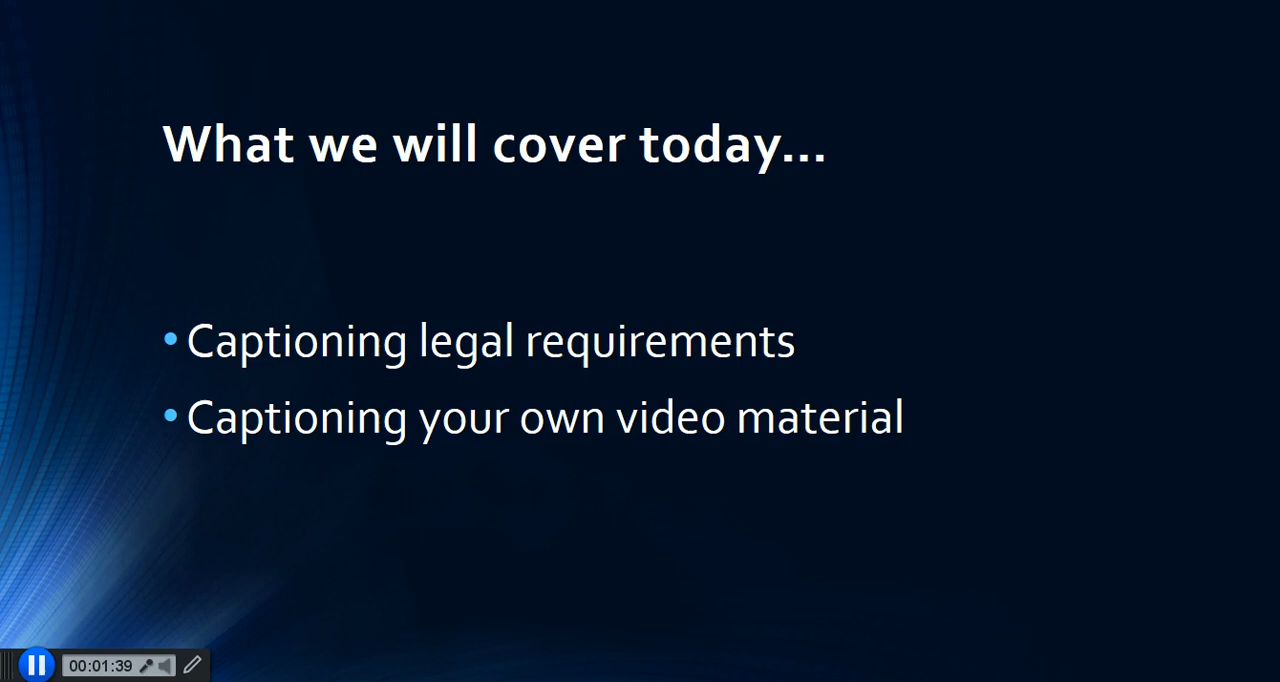 What we will cover today...
• Captioning legal requirements
• Captioning your own video material
00:01:39